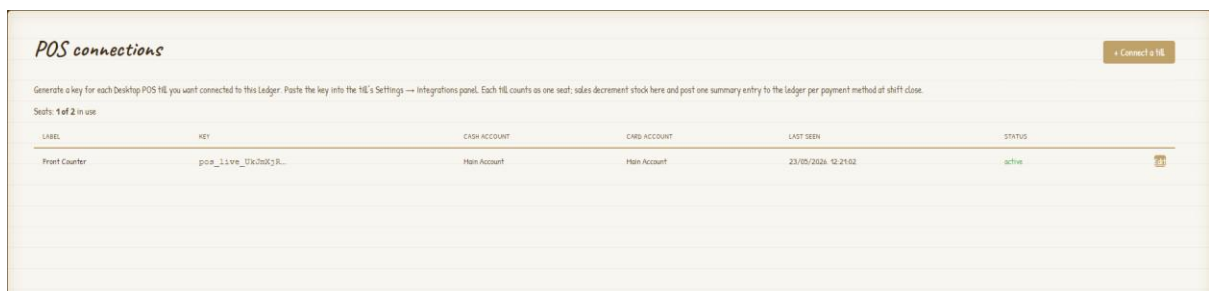 POS connections
+ Connect a till
Generate a key for each Desktop POS till you want connected to this Ledger. Paste the key into the till's Settings → Integrations panel. Each till counts as one seat; sales decrement stock here and post one summary entry to the ledger per payment method at shift close.
Seats: 1 of 2 in use
LABEL KEY CASH ACCOUNT CARD ACCOUNT LAST SEEN STATUS
Front Counter pos_live_UkJmXjR… Main Account Main Account 23/05/2026, 12:21:02 active